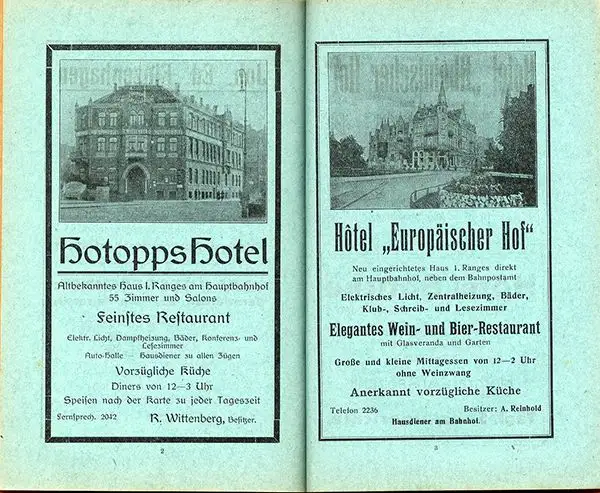 HotoppsHotel
Altbekanntes Haus I. Ranges am Hauptbahnhof
55 Zimmer und Salons
Feinstes Restaurant
Elektr. Licht, Dampfheizung, Bäder, Konferenz- und
Lesezimmer
Auto-Halle — Hausdiener zu allen Zügen
Vorzügliche Küche
Diners von 12—3 Uhr
Speisen nach der Karte zu jeder Tageszeit
Fernsprech. 2042
R. Wittenberg, Besitzer.
2
Hôtel „Europäischer Hof“
Neu eingerichtetes Haus I. Ranges direkt
am Hauptbahnhof, neben dem Bahnpostamt
Elektrisches Licht, Zentralheizung, Bäder,
Klub-, Schreib- und Lesezimmer
Elegantes Wein- und Bier-Restaurant
mit Glasveranda und Garten
Große und kleine Mittagessen von 12—2 Uhr
ohne Weinzwang
Anerkannt vorzügliche Küche
Telefon 2236
Besitzer: A. Reinhold
Hausdiener am Bahnhof.
3